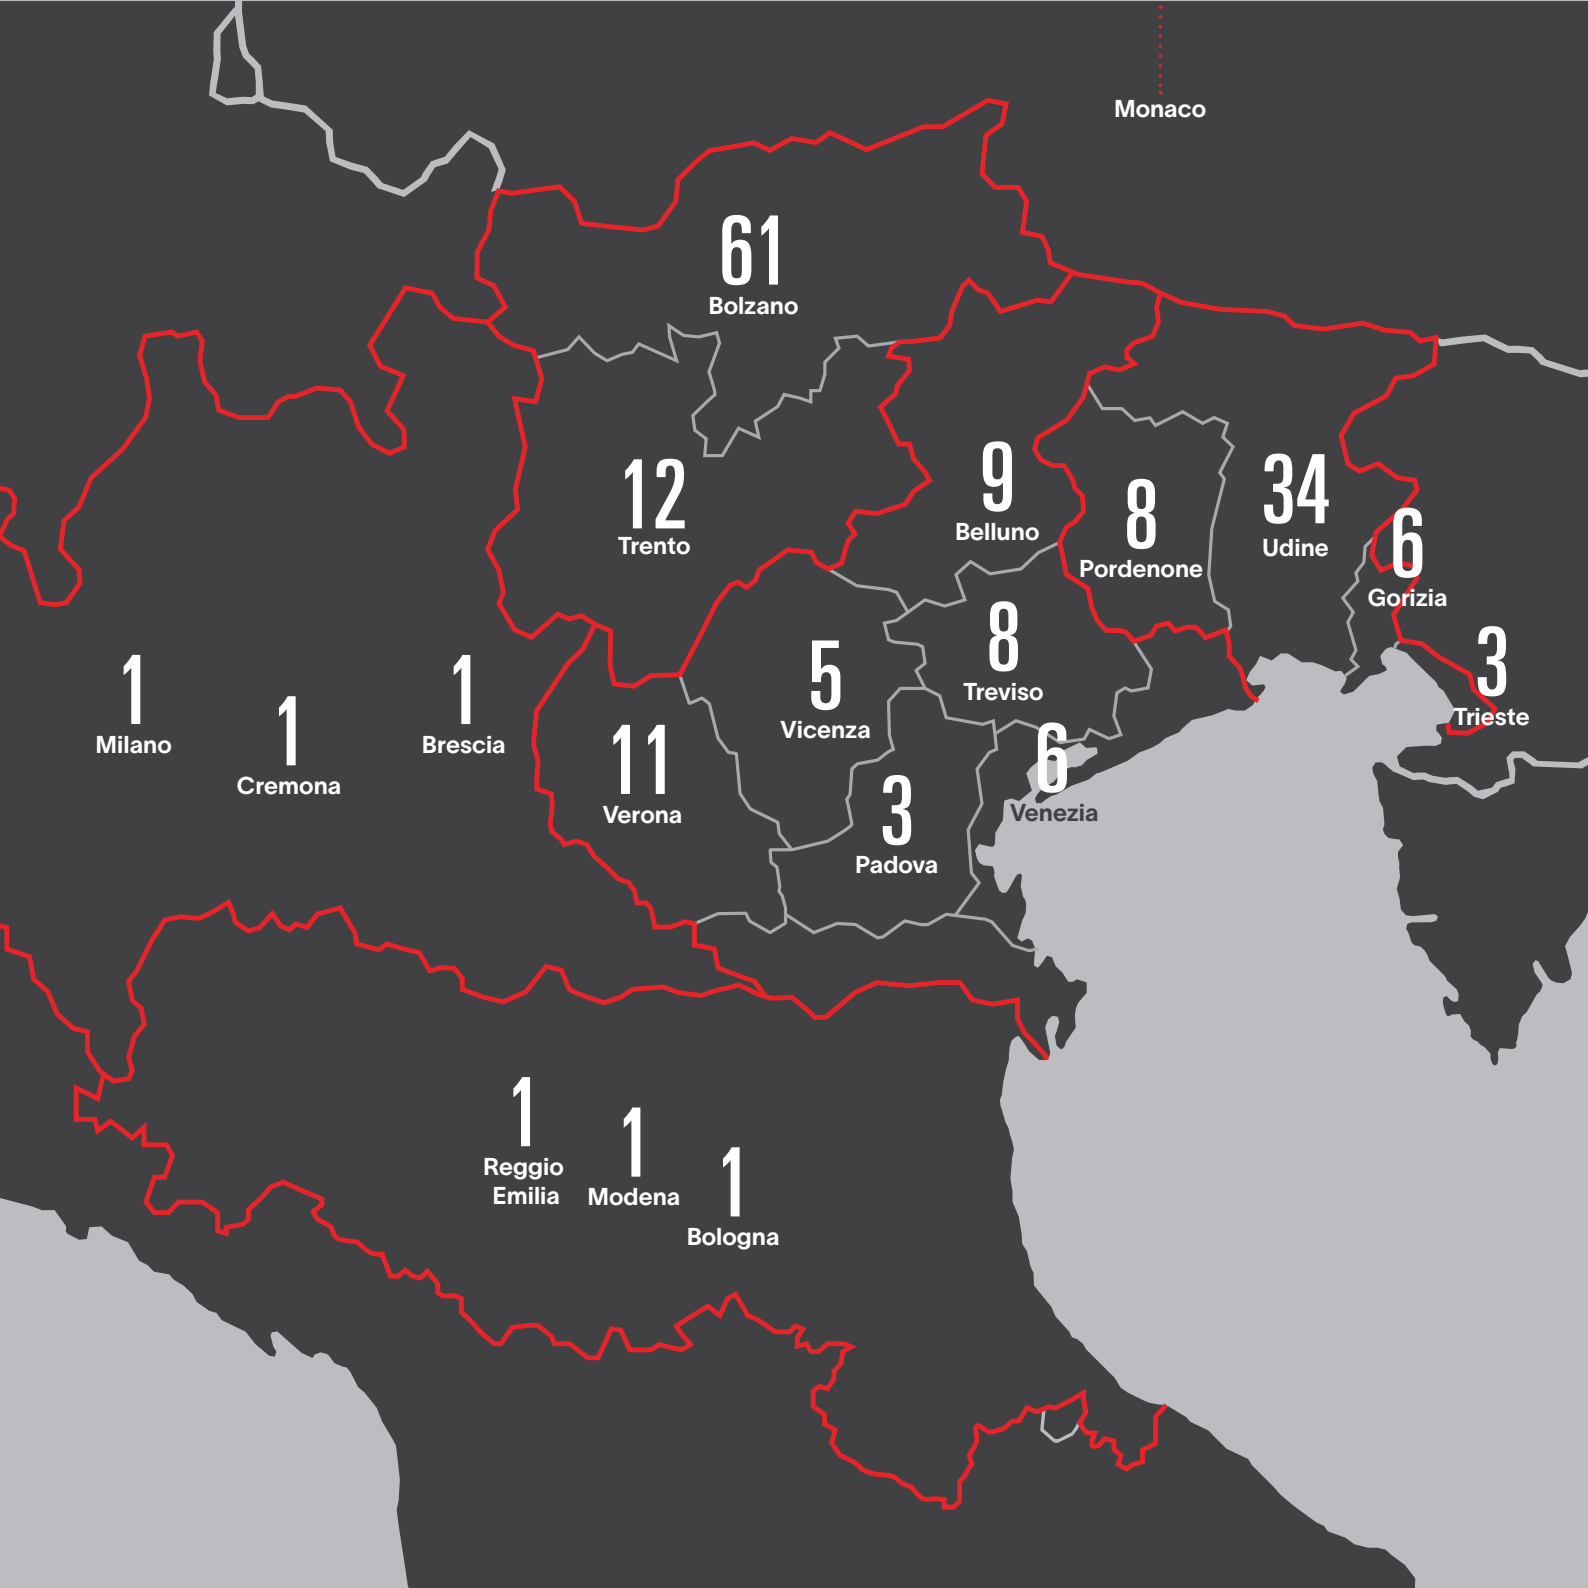 Monaco
61
Bolzano
12
Trento
9
Belluno
8
Pordenone
34
Udine
6
Gorizia
8
Treviso
3
Trieste
5
Vicenza
1
Milano
1
Cremona
1
Brescia
11
Verona
6
Venezia
3
Padova
1
Reggio
Emilia
1
Modena
1
Bologna